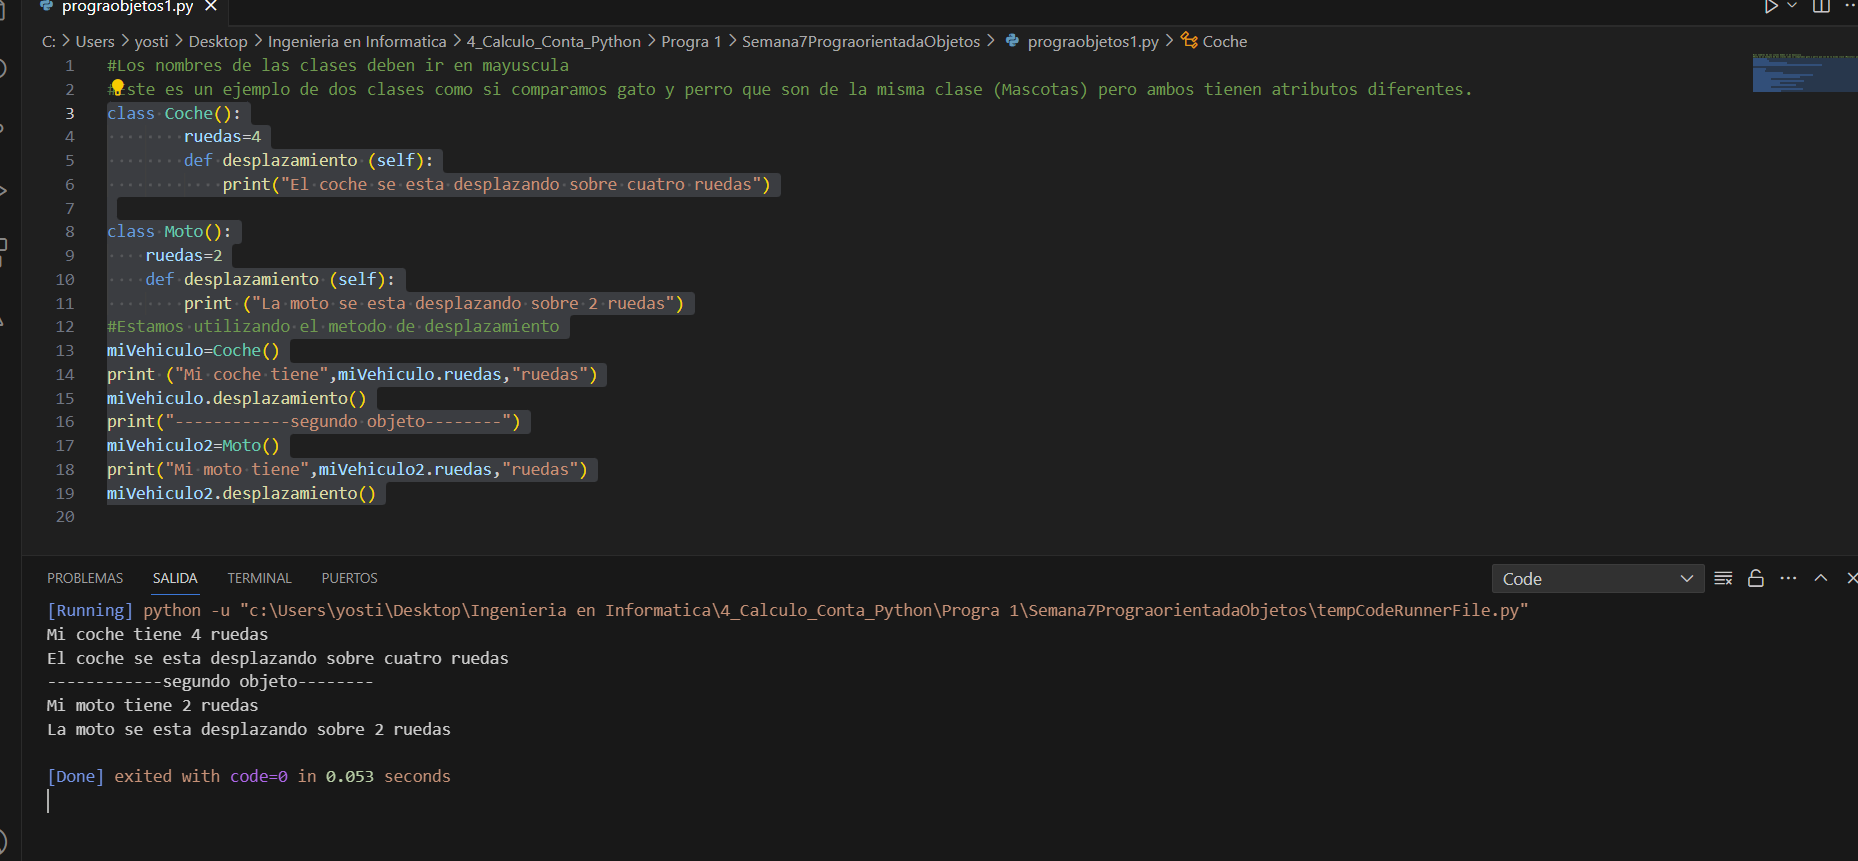 prograobjetos1.py
C: > Users > yosti > Desktop > Ingenieria en Informatica > 4_Calculo_Conta_Python > Progra 1 > Semana7PrograorientadaObjetos > prograobjetos1.py > Coche
1 #Los nombres de las clases deben ir en mayuscula
2 #Este es un ejemplo de dos clases como si comparamos gato y perro que son de la misma clase (Mascotas) pero ambos tienen atributos diferentes.
3 class Coche():
4         ruedas=4
5         def desplazamiento (self):
6             print("El coche se esta desplazando sobre cuatro ruedas")
7
8 class Moto():
9     ruedas=2
10     def desplazamiento (self):
11         print ("La moto se esta desplazando sobre 2 ruedas")
12 #Estamos utilizando el metodo de desplazamiento
13 miVehiculo=Coche()
14 print ("Mi coche tiene",miVehiculo.ruedas,"ruedas")
15 miVehiculo.desplazamiento()
16 print("------------segundo objeto--------")
17 miVehiculo2=Moto()
18 print("Mi moto tiene",miVehiculo2.ruedas,"ruedas")
19 miVehiculo2.desplazamiento()
20
PROBLEMAS SALIDA TERMINAL PUERTOS Code
[Running] python -u "c:\Users\yosti\Desktop\Ingenieria en Informatica\4_Calculo_Conta_Python\Progra 1\Semana7PrograorientadaObjetos\tempCodeRunnerFile.py"
Mi coche tiene 4 ruedas
El coche se esta desplazando sobre cuatro ruedas
------------segundo objeto--------
Mi moto tiene 2 ruedas
La moto se esta desplazando sobre 2 ruedas
[Done] exited with code=0 in 0.053 seconds